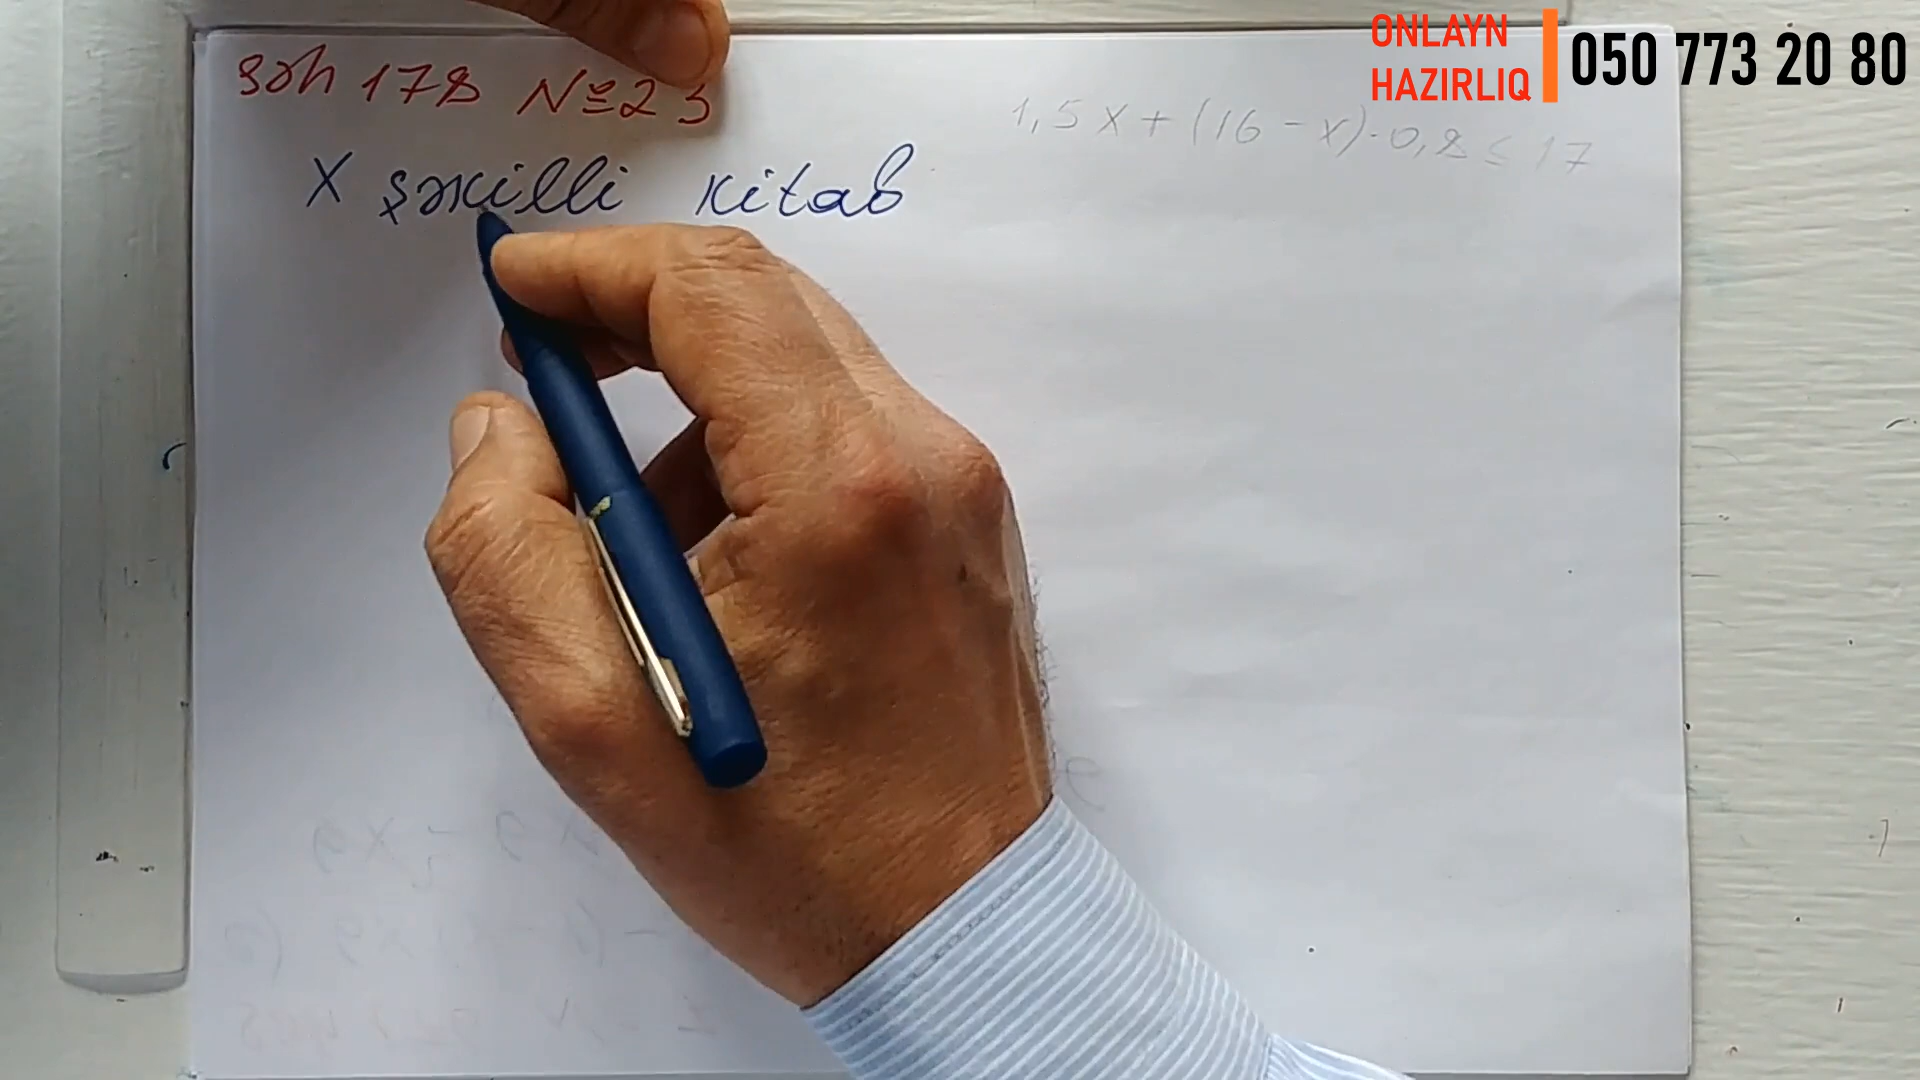 ONLAYN
HAZIRLIQ
050 773 20 80
səh 178 №23
1,5x+(16-x)·0,8≤17
X şəkilli kitab